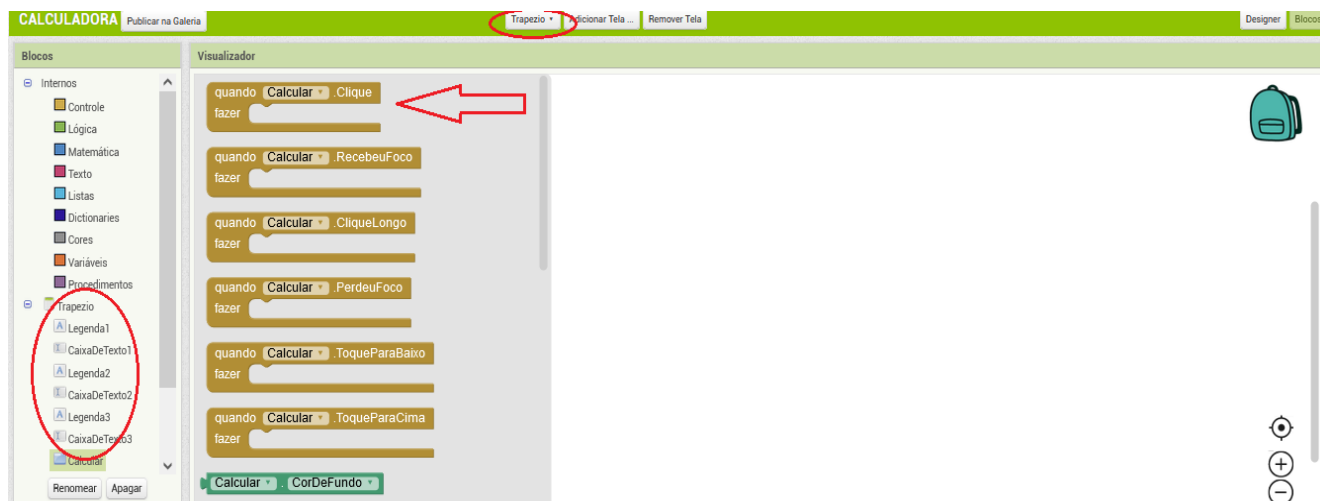 CALCULADORA Publicar na Galeria Trapezio Adicionar Tela ... Remover Tela Designer Blocos
Blocos
Internos
Controle
Lógica
Matemática
Texto
Listas
Dictionaries
Cores
Variáveis
Procedimentos
Trapezio
Legenda1
CaixaDeTexto1
Legenda2
CaixaDeTexto2
Legenda3
CaixaDeTexto3
Calcular
Renomear Apagar
Visualizador
quando Calcular .Clique
fazer
quando Calcular .RecebeuFoco
fazer
quando Calcular .CliqueLongo
fazer
quando Calcular .PerdeuFoco
fazer
quando Calcular .ToqueParaBaixo
fazer
quando Calcular .ToqueParaCima
fazer
Calcular . CorDeFundo